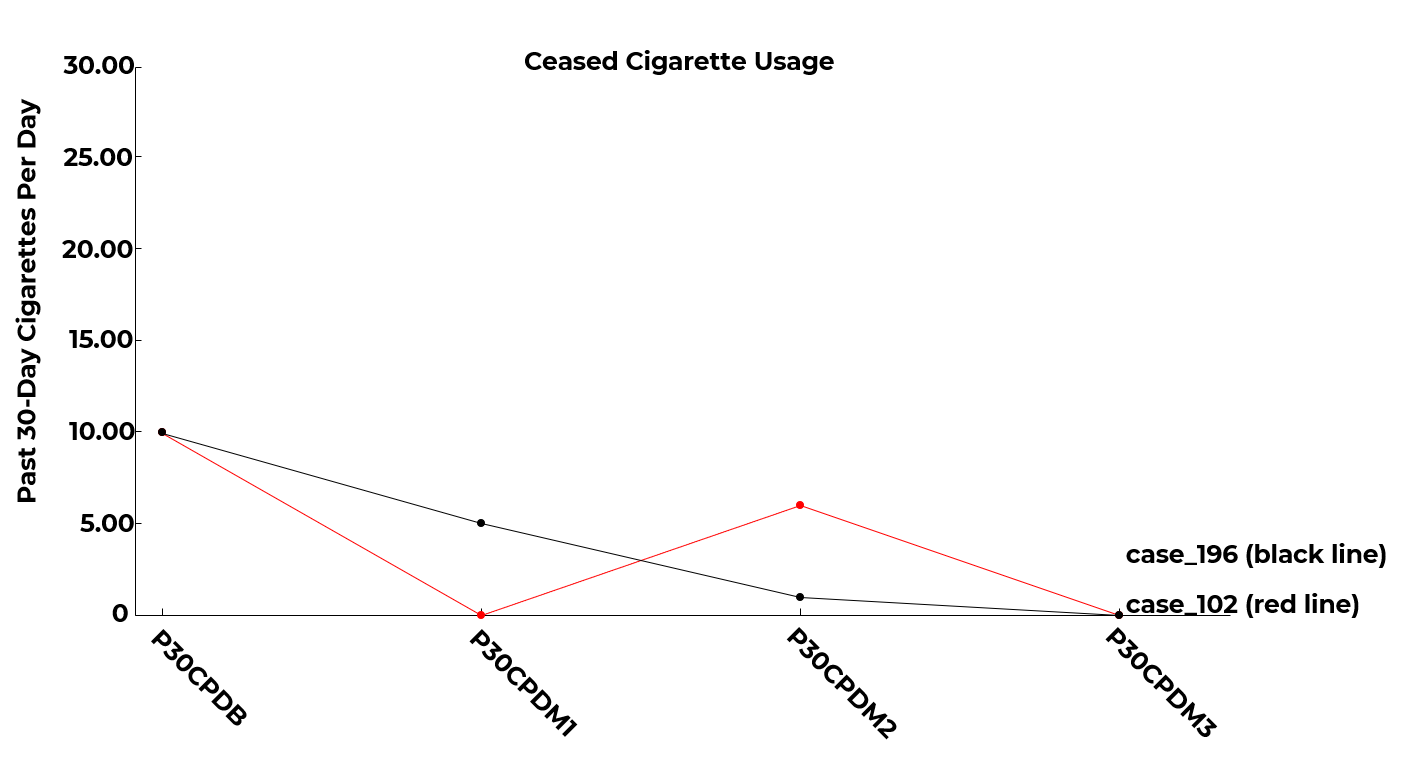 Ceased Cigarette Usage
Past 30-Day Cigarettes Per Day
30.00
25.00
20.00
15.00
10.00
5.00
0
case_196 (black line)
case_102 (red line)
P30CPDB
P30CPDM1
P30CPDM2
P30CPDM3